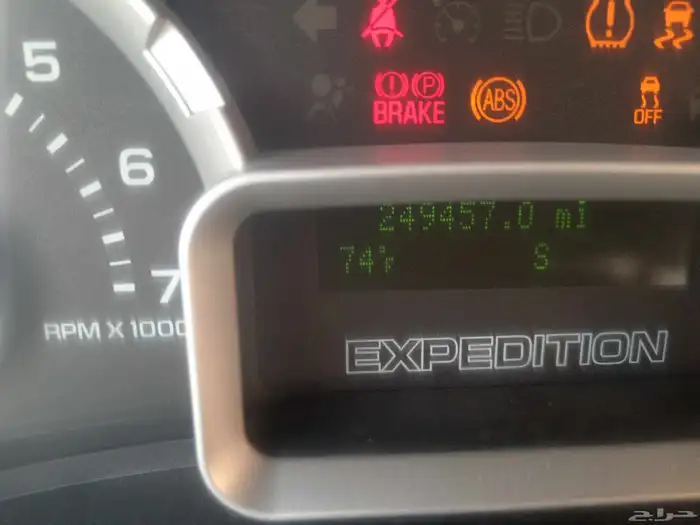 5
6
7
RPM X 1000
P
BRAKE
ABS
OFF
249457.0 mi
74°F
S
EXPEDITION
حراج